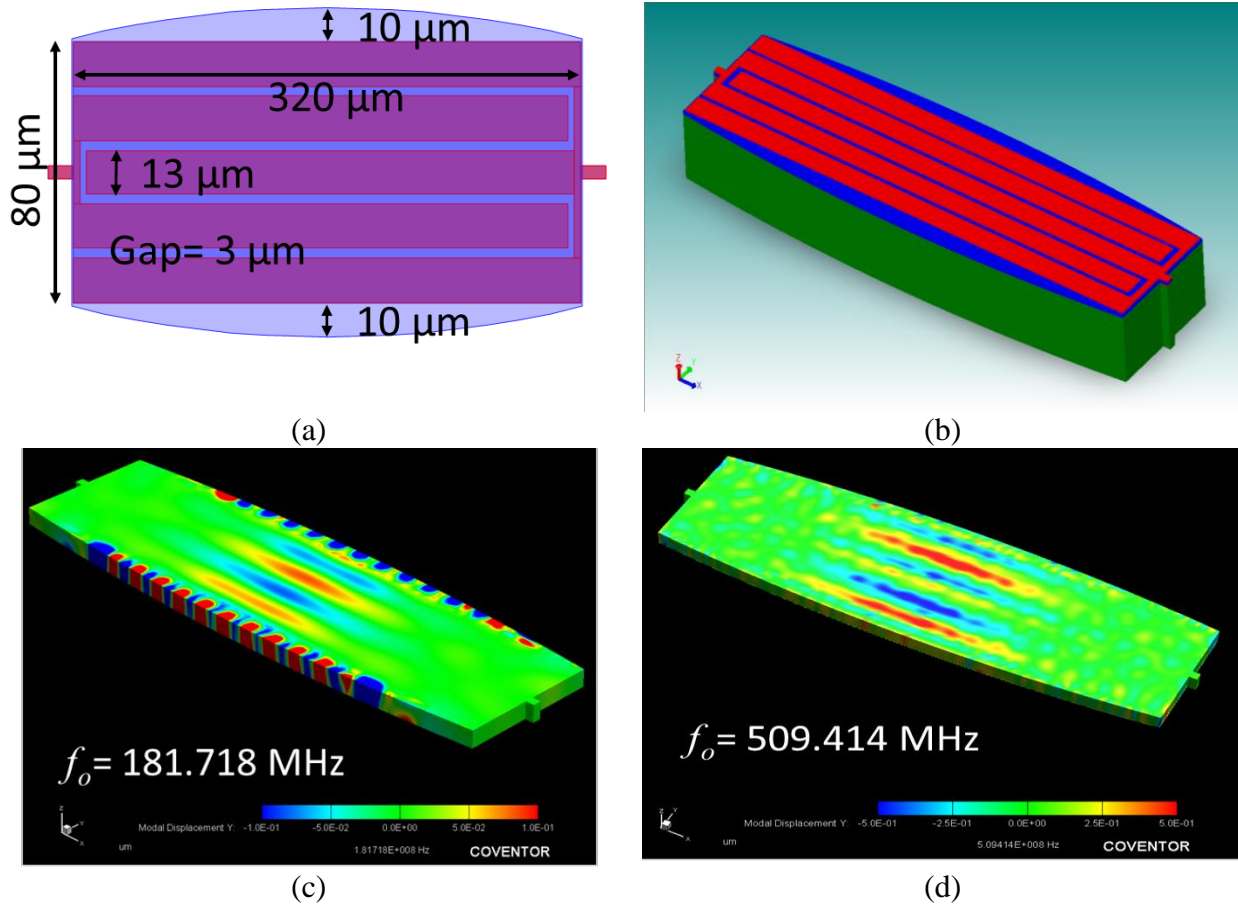 10 μm
320 μm
80 μm
13 μm
Gap= 3 μm
10 μm
(a)
Z
Y
X
(b)
fo= 181.718 MHz
Z
Y
X
Modal Displacement Y: -1.0E-01 -5.0E-02 0.0E+00 5.0E-02 1.0E-01
um
1.81718E+008 Hz
COVENTOR
(c)
fo= 509.414 MHz
Z
Y
X
Modal Displacement Y: -5.0E-01 -2.5E-01 0.0E+00 2.5E-01 5.0E-01
um
5.09414E+008 Hz
COVENTOR
(d)